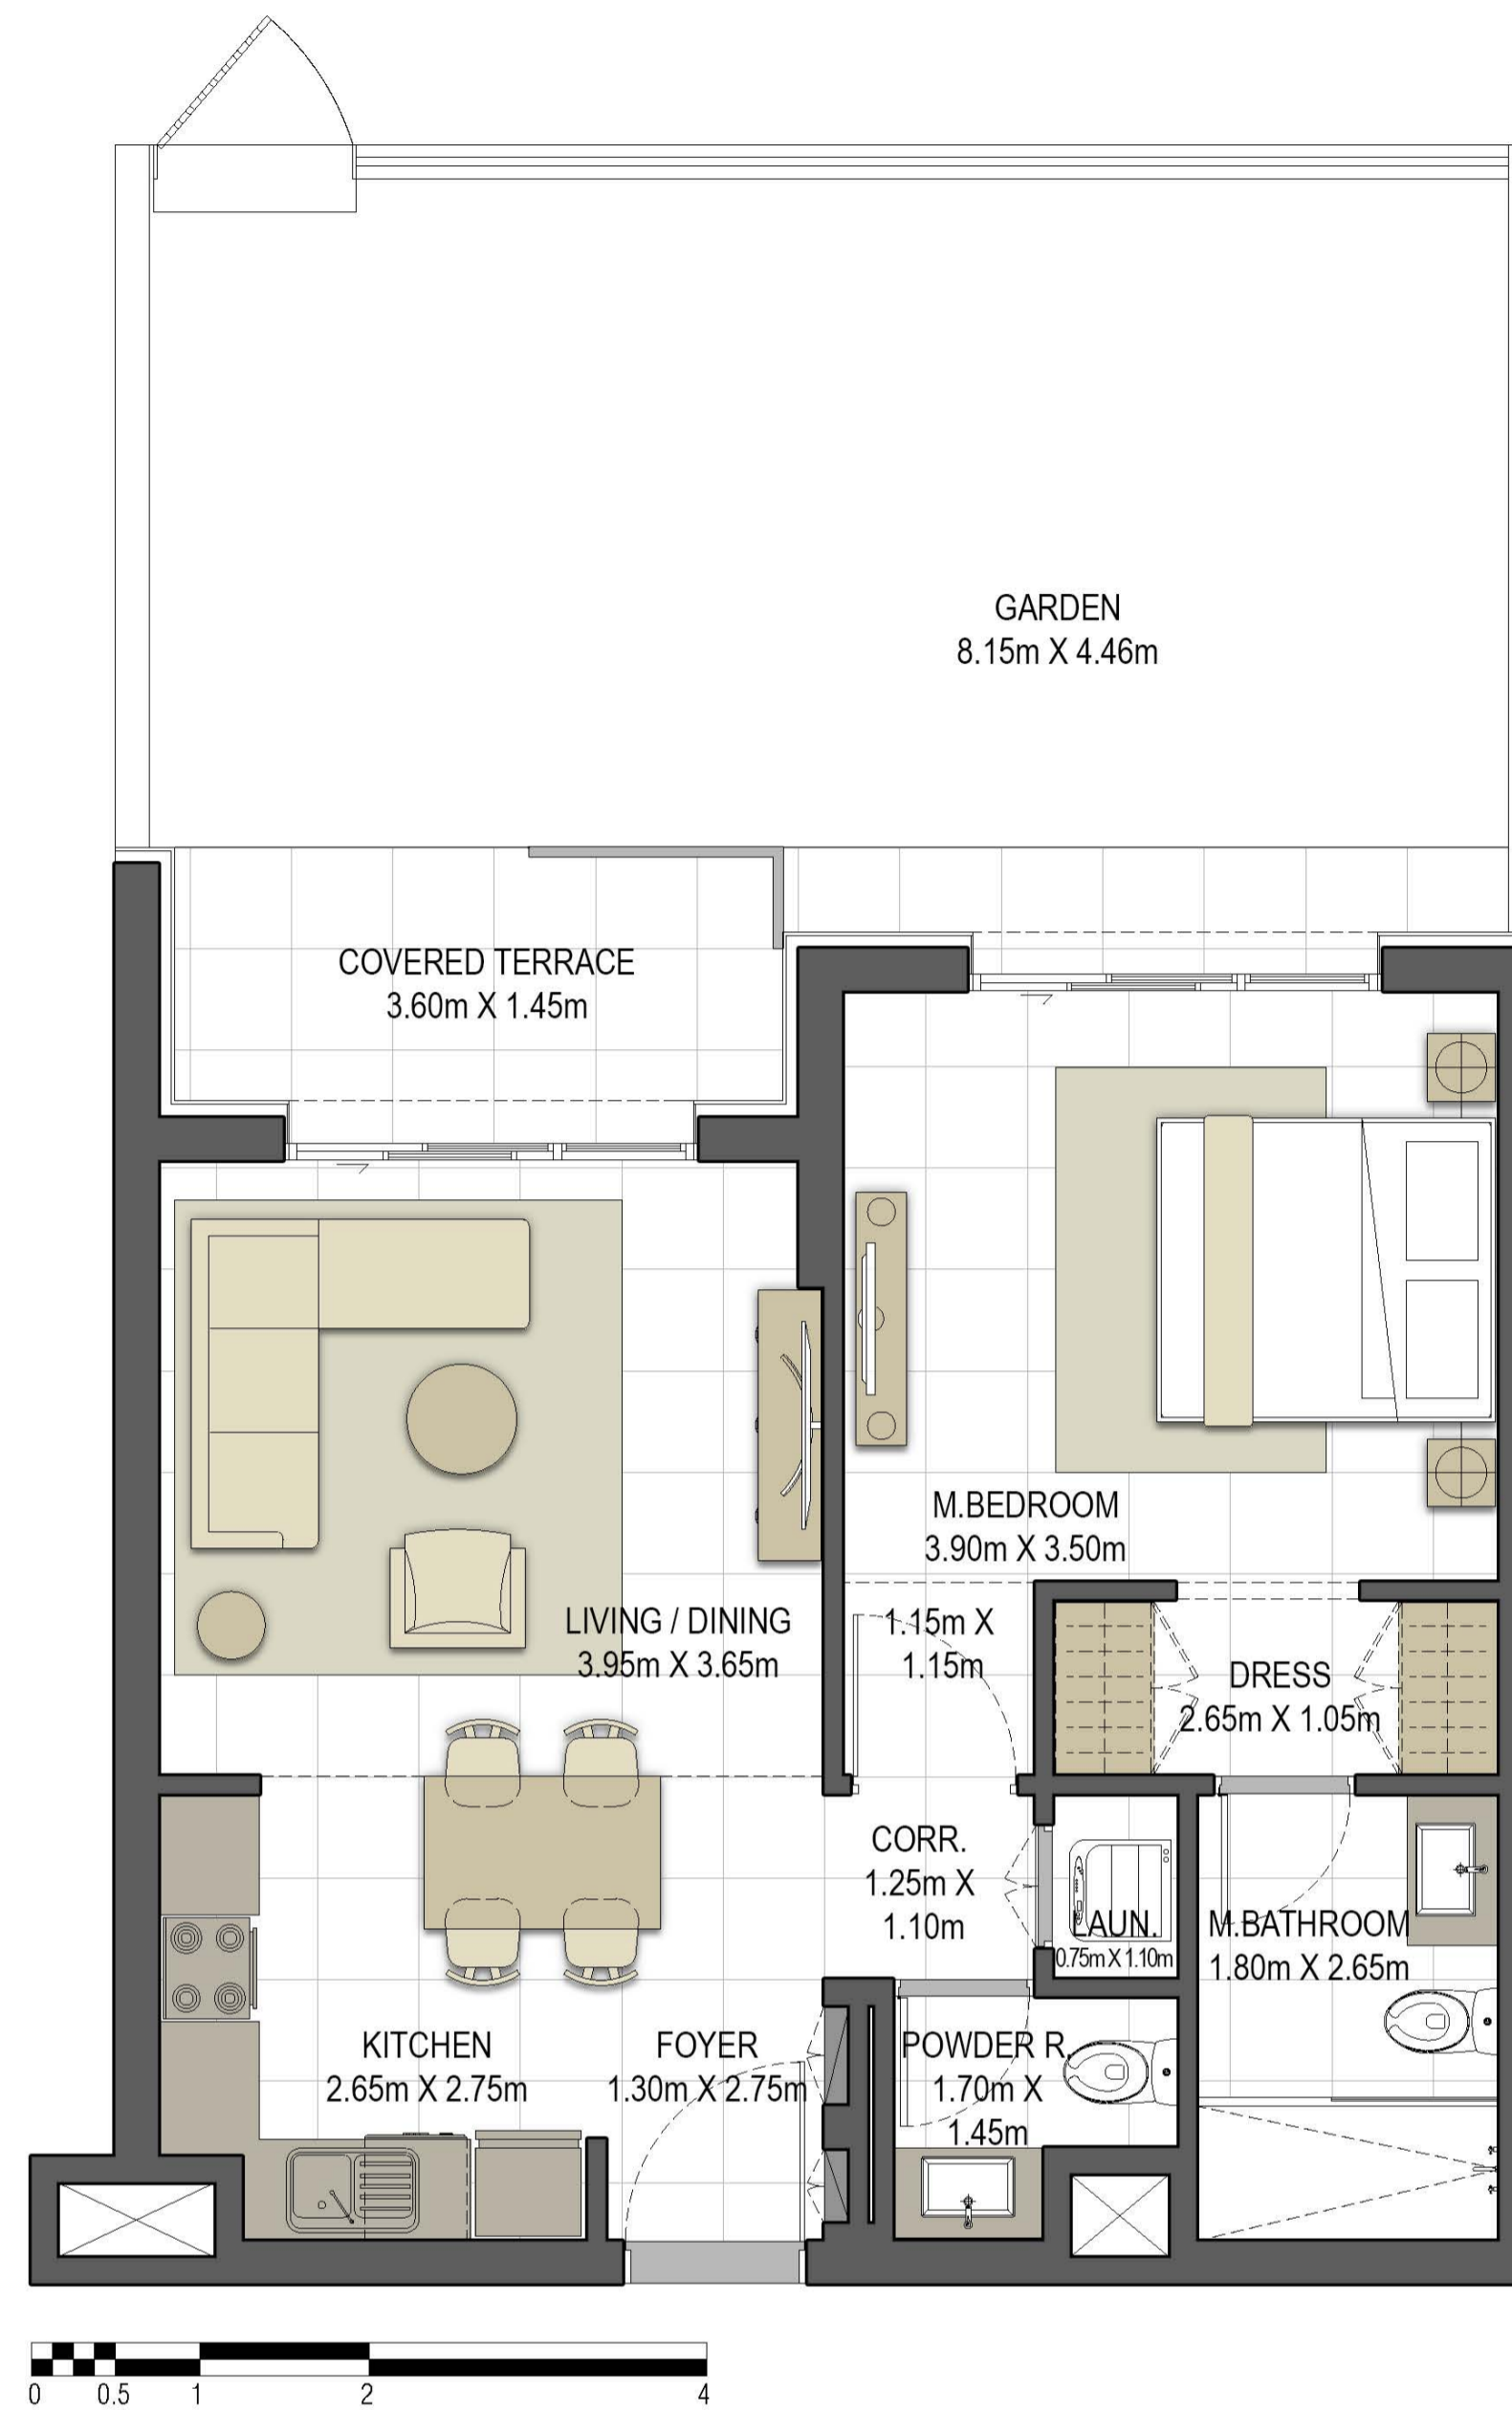 GARDEN
8.15m X 4.46m
COVERED TERRACE
3.60m X 1.45m
M.BEDROOM
3.90m X 3.50m
LIVING / DINING
3.95m X 3.65m
1.15m X
1.15m
DRESS
2.65m X 1.05m
CORR.
1.25m X
1.10m
LAUN.
0.75m X 1.10m
M.BATHROOM
1.80m X 2.65m
KITCHEN
2.65m X 2.75m
FOYER
1.30m X 2.75m
POWDER R.
1.70m X
1.45m
0 0.5 1 2 4